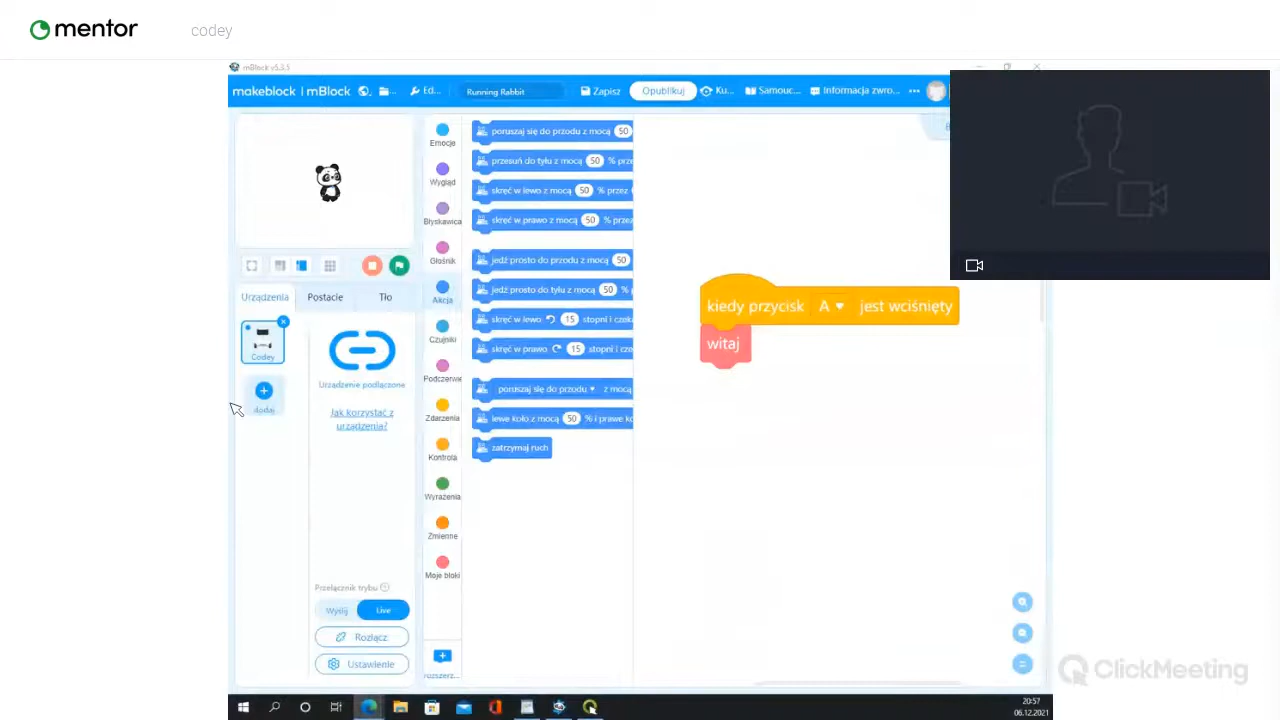 mentor codey
mBlock v5.3.5
makeblock | mBlock Ed... Running Rabbit Zapisz Opublikuj Ku... Samouc... Informacja zwro... •••
Emocje
Wygląd
Błyskawica
Głośnik
Akcja
Czujniki
Podczerwie
Zdarzenia
Kontrola
Wyrażenia
Zmienne
Moje bloki
rozszerz...
poruszaj się do przodu z mocą 50
przesuń do tyłu z mocą 50 % prze
skręć w lewo z mocą 50 % przez
skręć w prawo z mocą 50 % przez
jedź prosto do przodu z mocą 50
jedź prosto do tyłu z mocą 50 %
skręć w lewo 15 stopni i czeka
skręć w prawo 15 stopni i cze
poruszaj się do przodu z mocą
lewe koło z mocą 50 % i prawe ko
zatrzymaj ruch
kiedy przycisk A jest wciśnięty
witaj
Urządzenia Postacie Tło
Codey
dodaj
Urządzenie podłączone
Jak korzystać z
urządzenia?
Przełącznik trybu
Wyślij Live
Rozłącz
Ustawienie
ClickMeeting
20:57
06.12.2021